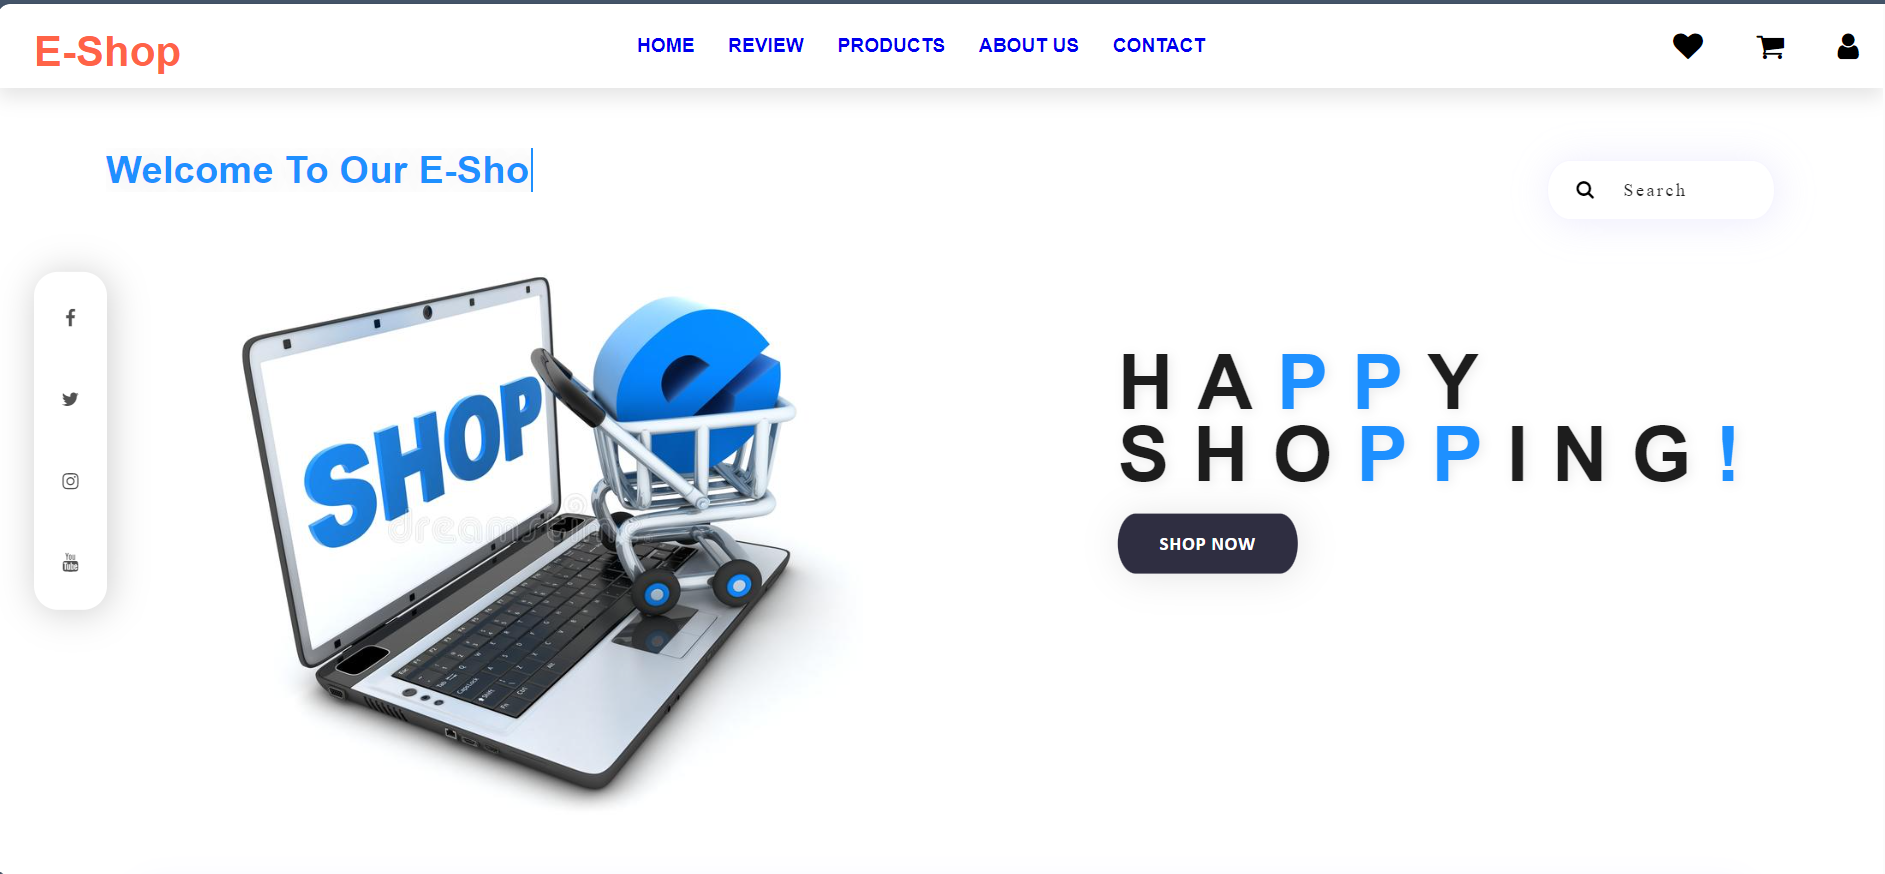 E-Shop
HOME REVIEW PRODUCTS ABOUT US CONTACT
Welcome To Our E-Sho
Search
You
Tube
SHOP
e
dreamstime
HAPPY
SHOPPING!
SHOP NOW